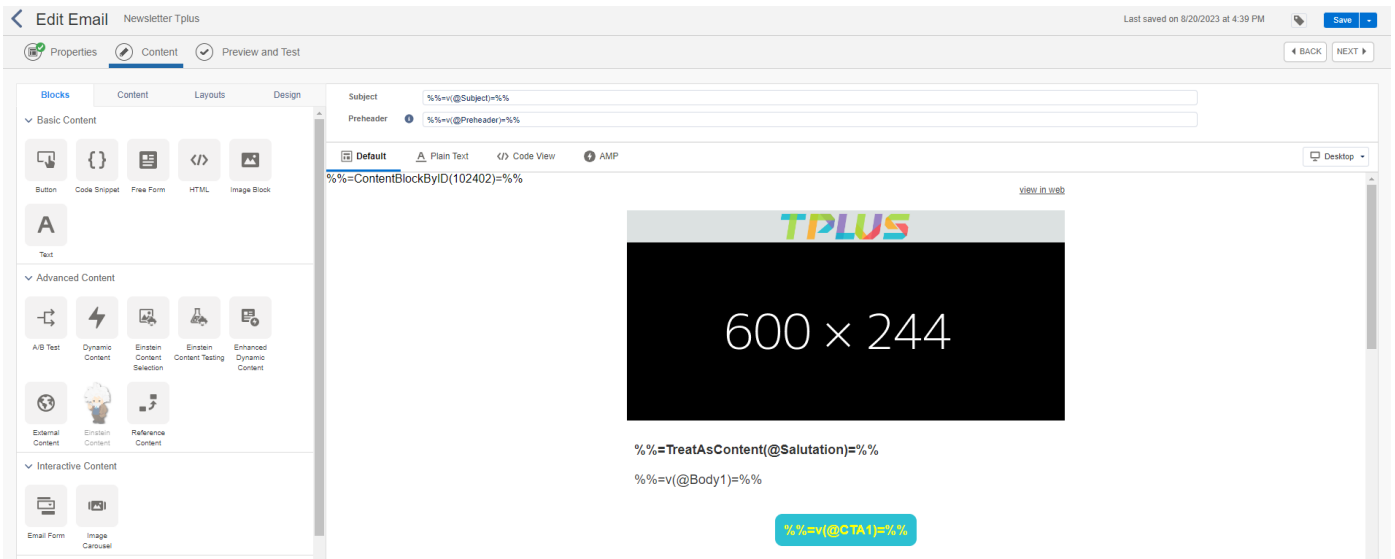 Edit Email Newsletter Tplus Last saved on 8/20/2023 at 4:39 PM Save
Properties Content Preview and Test BACK NEXT
Blocks Content Layouts Design
Basic Content
Button Code Snippet Free Form HTML Image Block
Text
Advanced Content
A/B Test Dynamic Content Einstein Content Selection Einstein Content Testing Enhanced Dynamic Content
External Content Einstein Content Reference Content
Interactive Content
Email Form Image Carousel
Subject %%=v(@Subject)=%%
Preheader %%=v(@Preheader)=%%
Default Plain Text Code View AMP Desktop
%%=ContentBlockByID(102402)=%%
view in web
TPLUS
600 × 244
%%=TreatAsContent(@Salutation)=%%
%%=v(@Body1)=%%
%%=v(@CTA1)=%%